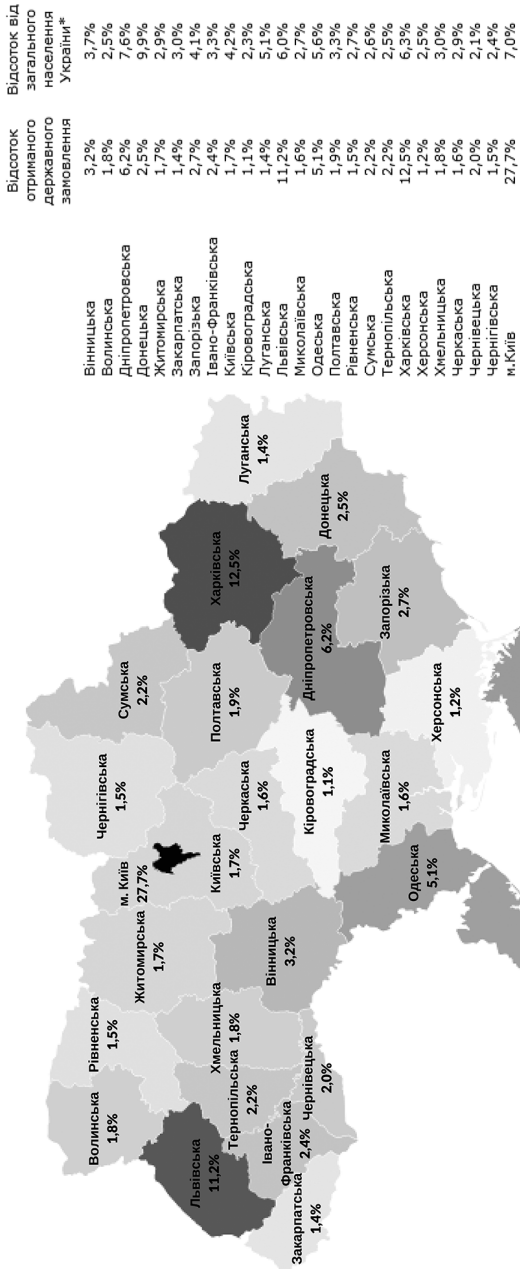 Волинська
1,8%
Рівненська
1,5%
Житомирська
1,7%
м.Київ
27,7%
Чернігівська
1,5%
Сумська
2,2%
Львівська
11,2%
Тернопільська
2,2%
Хмельницька
1,8%
Вінницька
3,2%
Київська
1,7%
Черкаська
1,6%
Полтавська
1,9%
Харківська
12,5%
Луганська
1,4%
Закарпатська
1,4%
Івано-
Франківська
2,4%
Чернівецька
2,0%
Кіровоградська
1,1%
Дніпропетровська
6,2%
Донецька
2,5%
Одеська
5,1%
Миколаївська
1,6%
Херсонська
1,2%
Запорізька
2,7%
Відсоток отриманого державного замовлення
Відсоток від загального населення України*
Вінницька 3,2% 3,7%
Волинська 1,8% 2,5%
Дніпропетровська 6,2% 7,6%
Донецька 2,5% 9,9%
Житомирська 1,7% 2,9%
Закарпатська 1,4% 3,0%
Запорізька 2,7% 4,1%
Івано-Франківська 2,4% 3,3%
Київська 1,7% 4,2%
Кіровоградська 1,1% 2,3%
Луганська 1,4% 5,1%
Львівська 11,2% 6,0%
Миколаївська 1,6% 2,7%
Одеська 5,1% 5,6%
Полтавська 1,9% 3,3%
Рівненська 1,5% 2,7%
Сумська 2,2% 2,6%
Тернопільська 2,2% 2,5%
Харківська 12,5% 6,3%
Херсонська 1,2% 2,5%
Хмельницька 1,8% 3,0%
Черкаська 1,6% 2,9%
Чернівецька 2,0% 2,1%
Чернігівська 1,5% 2,4%
м.Київ 27,7% 7,0%